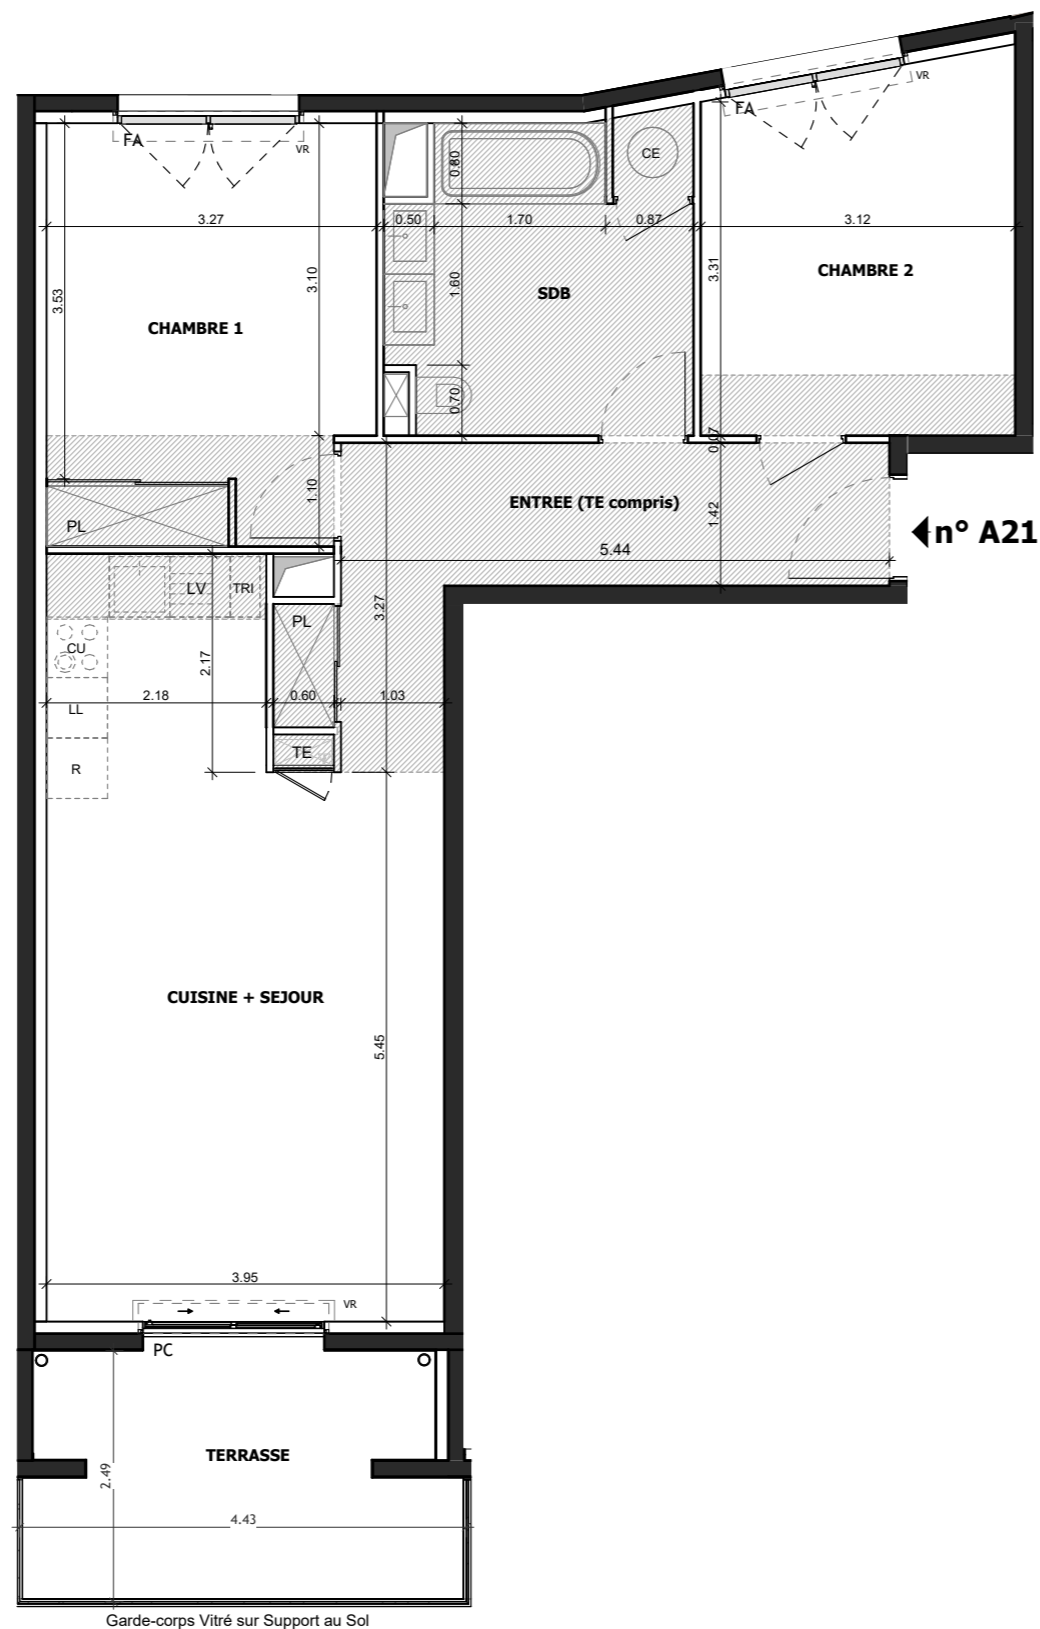 FA
VR
FA
VR
CE
0.80
3.27
0.50
1.70
0.87
3.12
3.53
3.10
1.60
3.31
CHAMBRE 1
SDB
CHAMBRE 2
0.70
0.07
PL
1.10
ENTREE (TE compris)
1.42
n° A21
5.44
LV
TRI
PL
3.27
CU
2.17
2.18
0.60
1.03
LL
R
TE
CUISINE + SEJOUR
5.45
3.95
VR
PC
TERRASSE
2.49
4.43
Garde-corps Vitré sur Support au Sol